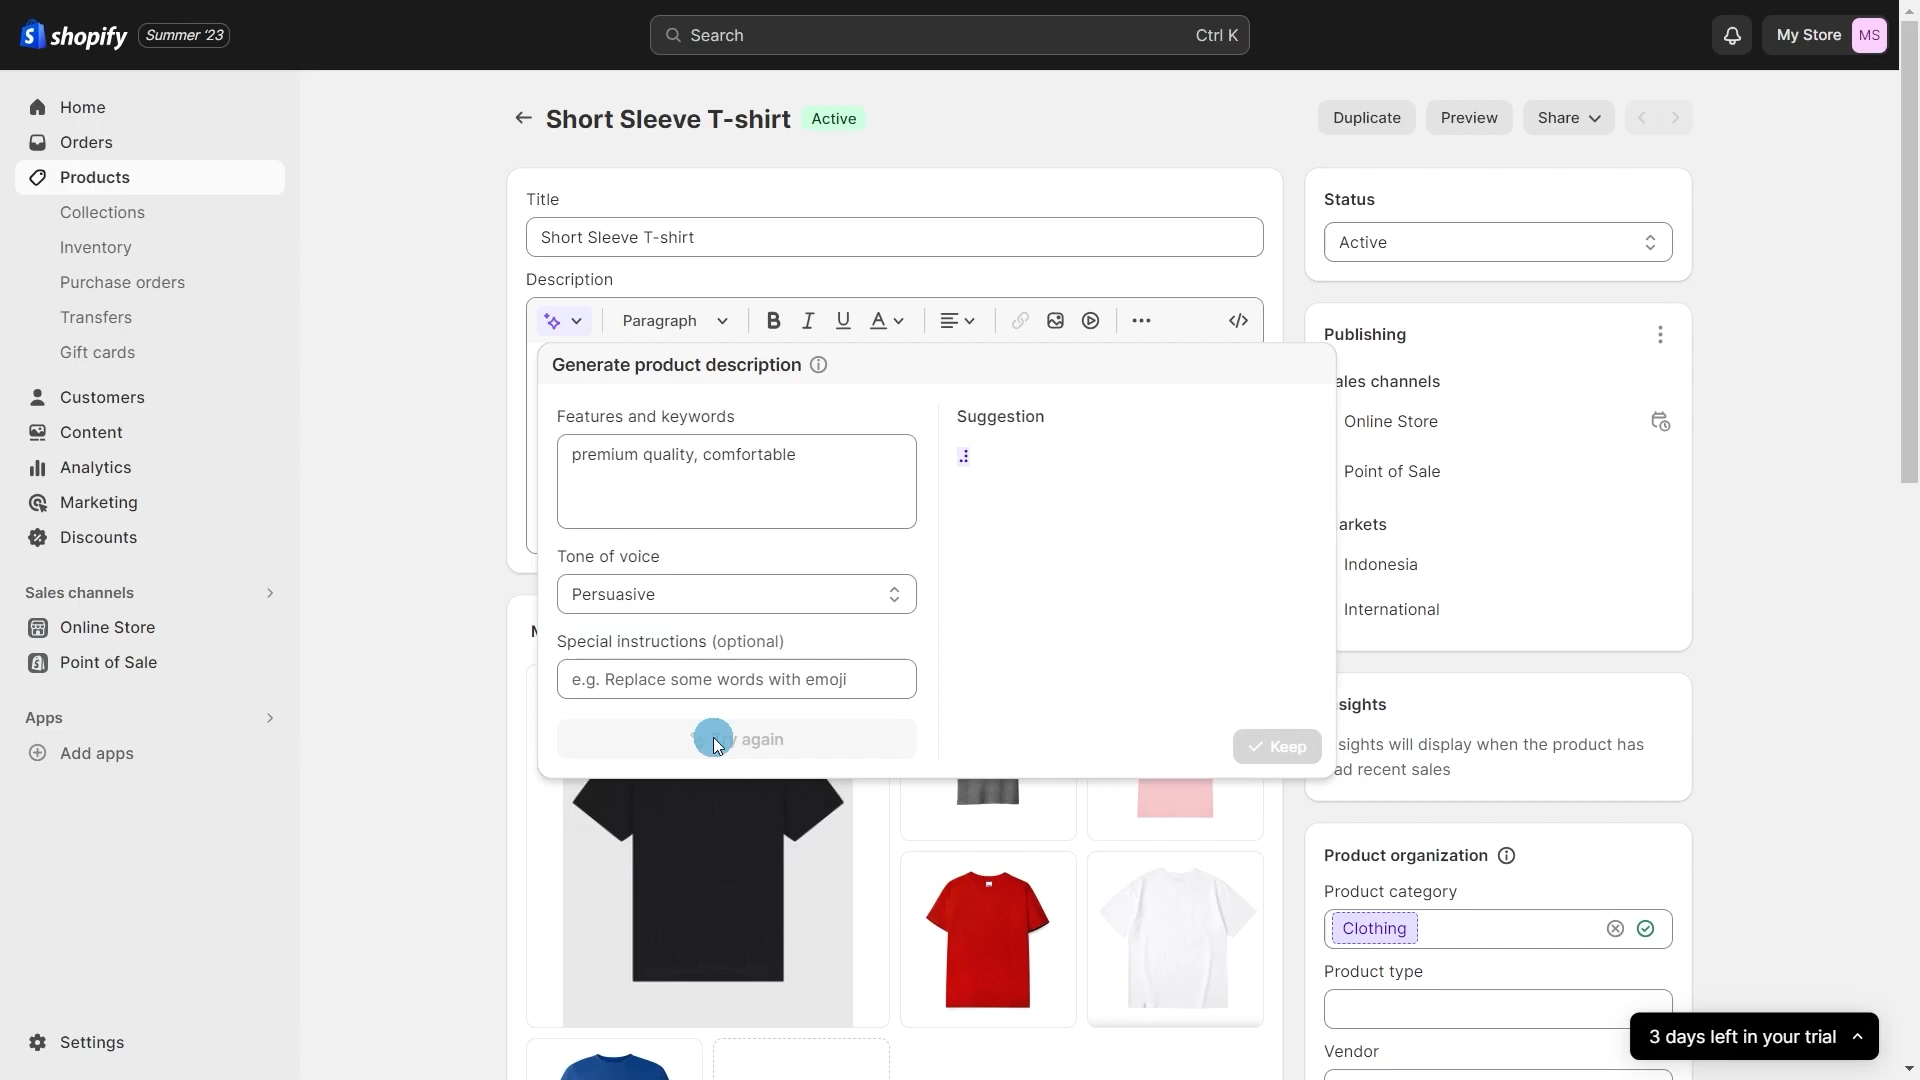 shopify Summer '23
Search Ctrl K
My Store MS
Home
Orders
Products
Collections
Inventory
Purchase orders
Transfers
Gift cards
Customers
Content
Analytics
Marketing
Discounts
Sales channels
Online Store
Point of Sale
Apps
Add apps
Settings
Short Sleeve T-shirt Active
Duplicate Preview Share
Title
Short Sleeve T-shirt
Description
Paragraph B I U A
Generate product description
Features and keywords
premium quality, comfortable
Tone of voice
Persuasive
Special instructions (optional)
e.g. Replace some words with emoji
again
Suggestion
Keep
Status
Active
Publishing
ales channels
Online Store
Point of Sale
arkets
Indonesia
International
sights
sights will display when the product has
ad recent sales
Product organization
Product category
Clothing
Product type
Vendor
3 days left in your trial